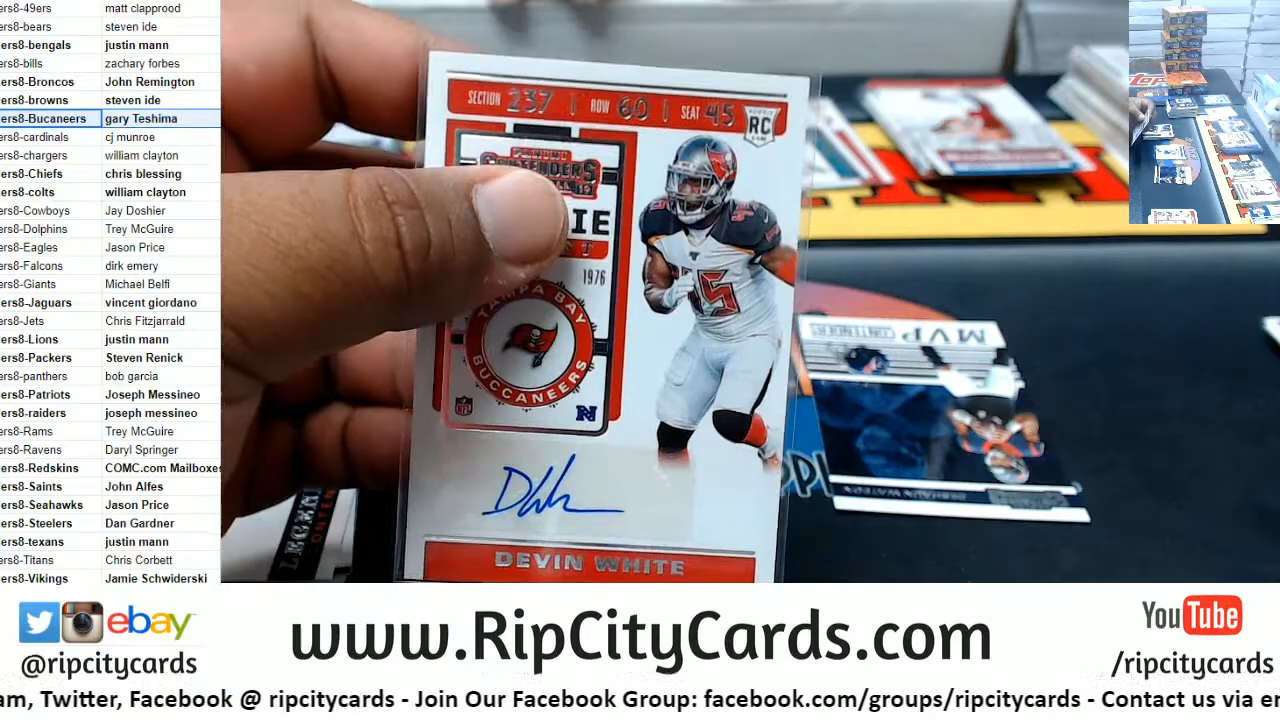 ers8-49ers matt clapprood
ers8-bears steven ide
ers8-bengals justin mann
ers8-bills zachary forbes
ers8-Broncos John Remington
ers8-browns steven ide
ers8-Bucaneers gary Teshima
ers8-cardinals cj munroe
ers8-chargers william clayton
ers8-Chiefs chris blessing
ers8-colts william clayton
ers8-Cowboys Jay Doshier
ers8-Dolphins Trey McGuire
ers8-Eagles Jason Price
ers8-Falcons dirk emery
ers8-Giants Michael Belfi
ers8-Jaguars vincent giordano
ers8-Jets Chris Fitzjarrald
ers8-Lions justin mann
ers8-Packers Steven Renick
ers8-panthers bob garcia
ers8-Patriots Joseph Messineo
ers8-raiders joseph messineo
ers8-Rams Trey McGuire
ers8-Ravens Daryl Springer
ers8-Redskins COMC.com Mailboxes
ers8-Saints John Alfes
ers8-Seahawks Jason Price
ers8-Steelers Dan Gardner
ers8-texans justin mann
ers8-Titans Chris Corbett
ers8-Vikings Jamie Schwiderski
SECTION 237 | ROW 60 | SEAT 45
RC
CONTENDERS
IE
T
1976
TAMPA BAY
BUCCANEERS
NFL
N
45
DEVIN WHITE
MVP CONTENDERS
LEGEN
ebay
@ripcitycards
www.RipCityCards.com
YouTube
/ripcitycards
am, Twitter, Facebook @ ripcitycards - Join Our Facebook Group: facebook.com/groups/ripcitycards - Contact us via e